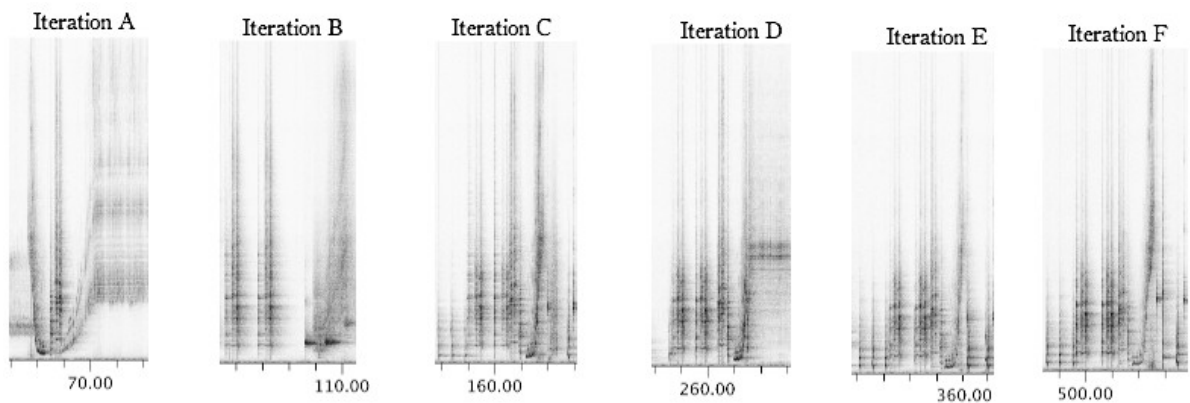 Iteration A
Iteration B
Iteration C
Iteration D
Iteration E
Iteration F
70.00
110.00
160.00
260.00
360.00
500.00